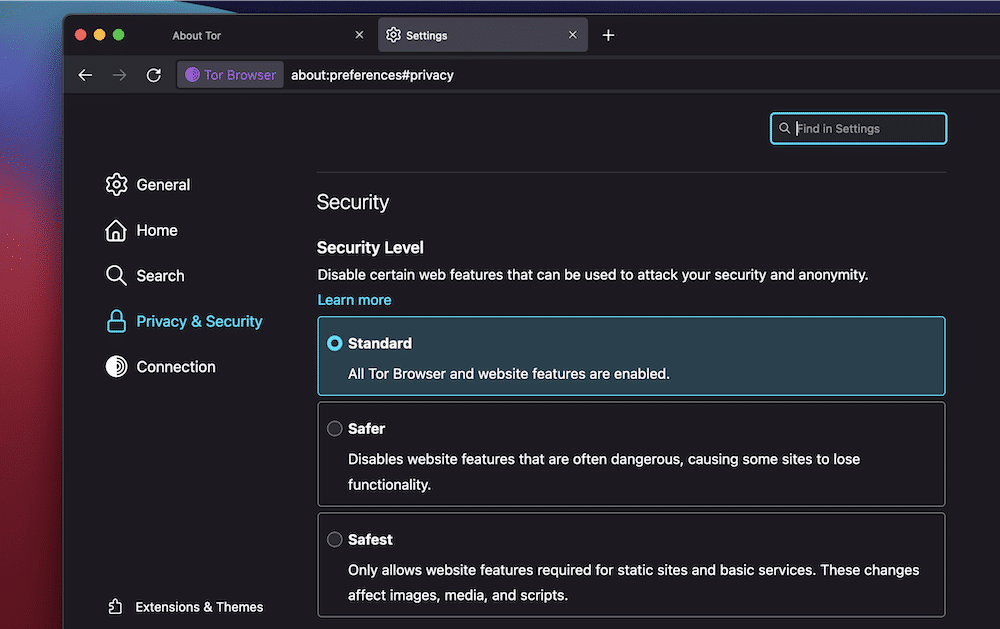 About Tor
Settings
Tor Browser about:preferences#privacy
Find in Settings
General
Home
Search
Privacy & Security
Connection
Extensions & Themes
Security
Security Level
Disable certain web features that can be used to attack your security and anonymity.
Learn more
Standard
All Tor Browser and website features are enabled.
Safer
Disables website features that are often dangerous, causing some sites to lose
functionality.
Safest
Only allows website features required for static sites and basic services. These changes
affect images, media, and scripts.